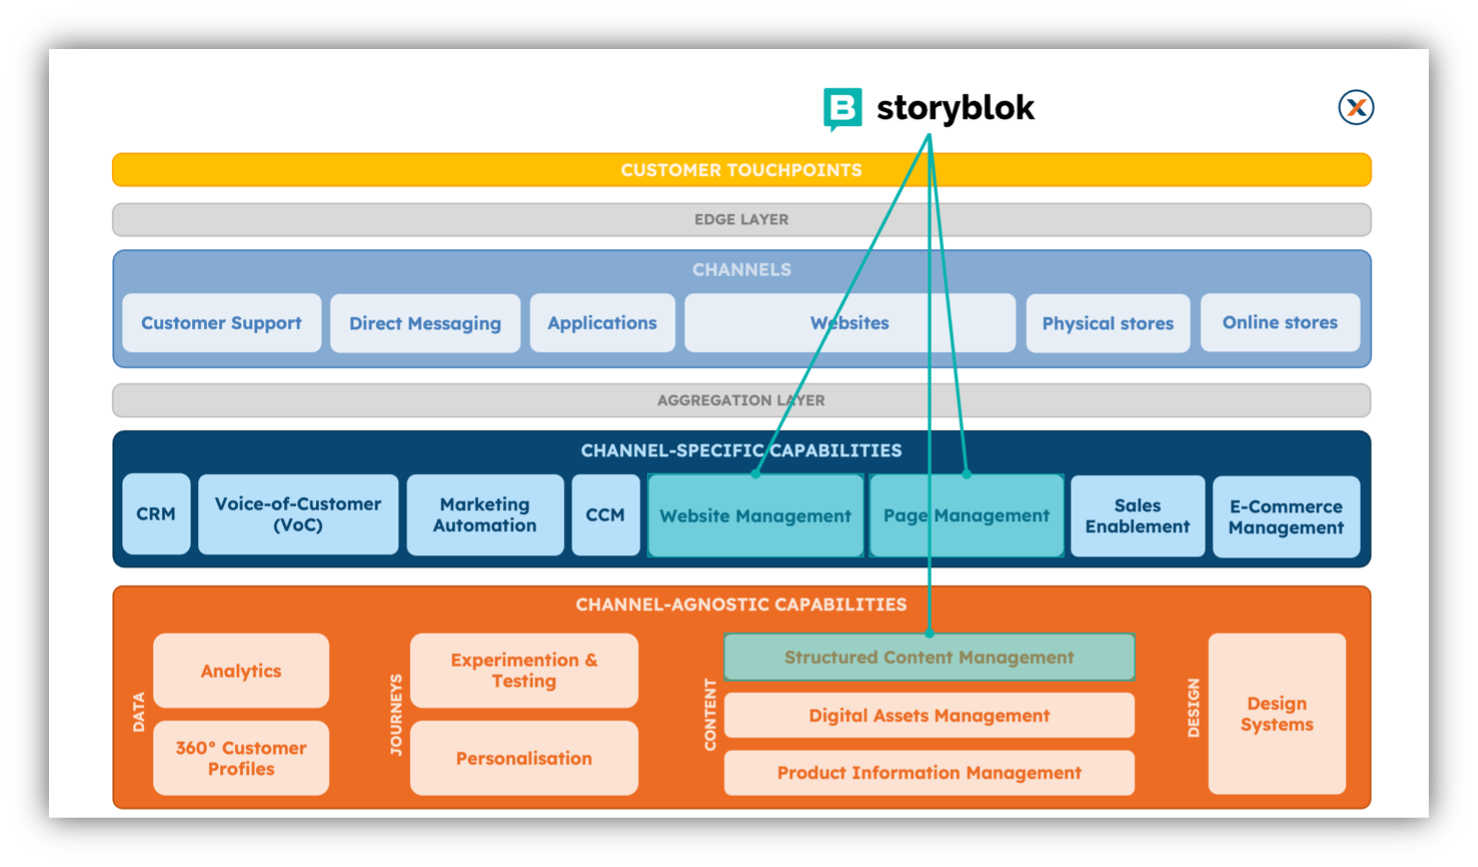 B storyblok
X
CUSTOMER TOUCHPOINTS
EDGE LAYER
CHANNELS
Customer Support
Direct Messaging
Applications
Websites
Physical stores
Online stores
AGGREGATION LAYER
CHANNEL-SPECIFIC CAPABILITIES
CRM
Voice-of-Customer
(VoC)
Marketing
Automation
CCM
Website Management
Page Management
Sales
Enablement
E-Commerce
Management
CHANNEL-AGNOSTIC CAPABILITIES
DATA
Analytics
360° Customer
Profiles
JOURNEYS
Experimention &
Testing
Personalisation
CONTENT
Structured Content Management
Digital Assets Management
Product Information Management
DESIGN
Design
Systems